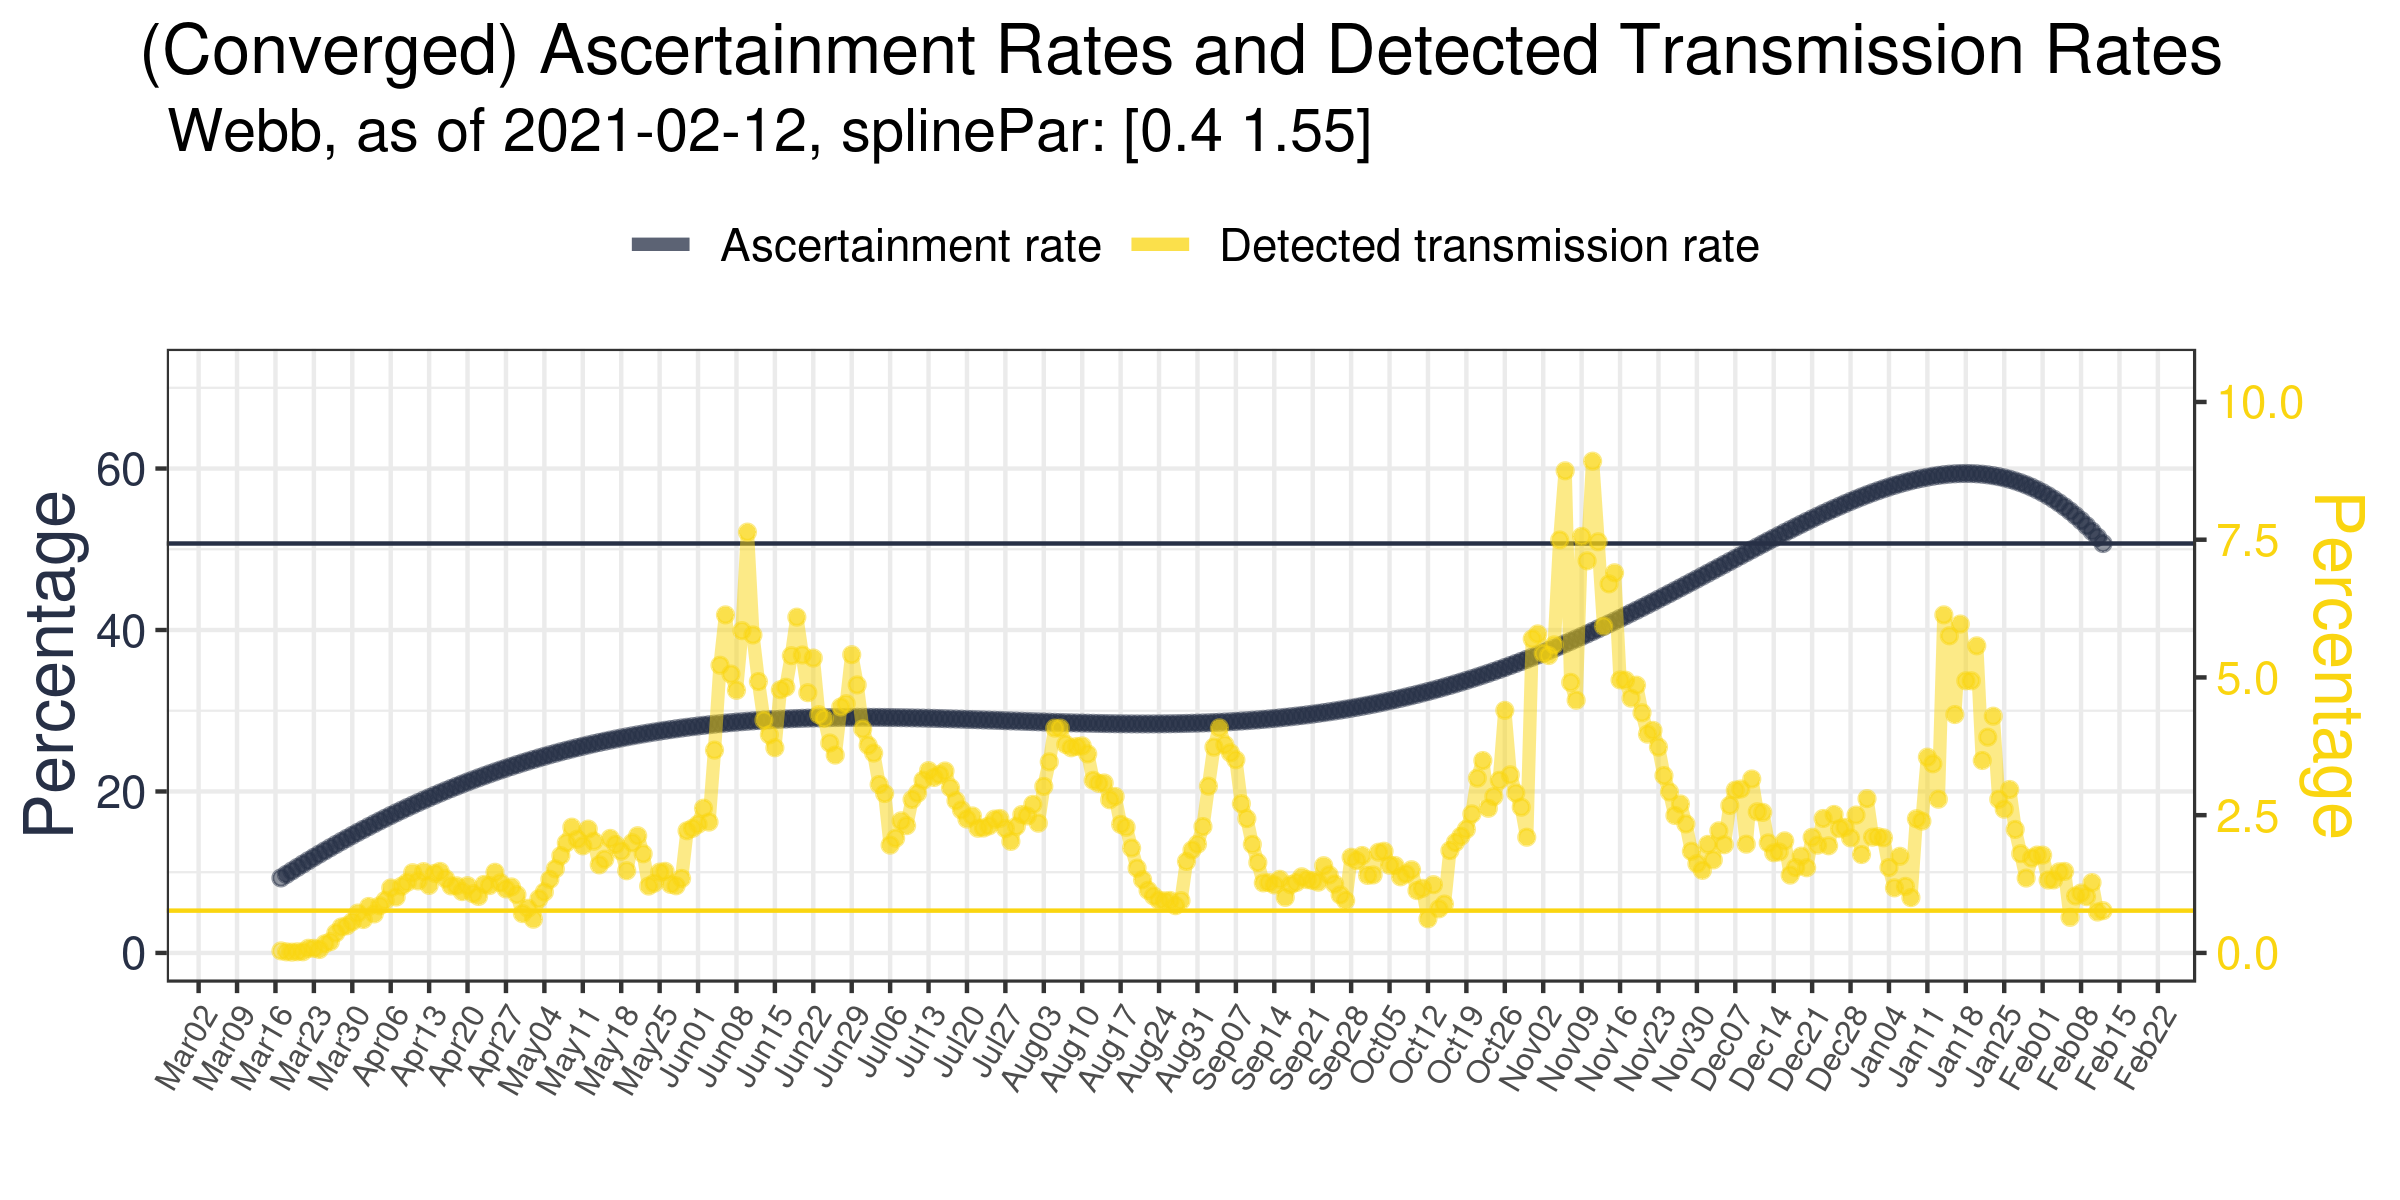 (Converged) Ascertainment Rates and Detected Transmission Rates
Webb, as of 2021-02-12, splinePar: [0.4 1.55]
Ascertainment rate
Detected transmission rate
Percentage
60
40
20
0
10.0
7.5
5.0
2.5
0.0
Percentage
Mar02
Mar09
Mar16
Mar23
Mar30
Apr06
Apr13
Apr20
Apr27
May04
May11
May18
May25
Jun01
Jun08
Jun15
Jun22
Jun29
Jul06
Jul13
Jul20
Jul27
Aug03
Aug10
Aug17
Aug24
Aug31
Sep07
Sep14
Sep21
Sep28
Oct05
Oct12
Oct19
Oct26
Nov02
Nov09
Nov16
Nov23
Nov30
Dec07
Dec14
Dec21
Dec28
Jan04
Jan11
Jan18
Jan25
Feb01
Feb08
Feb15
Feb22